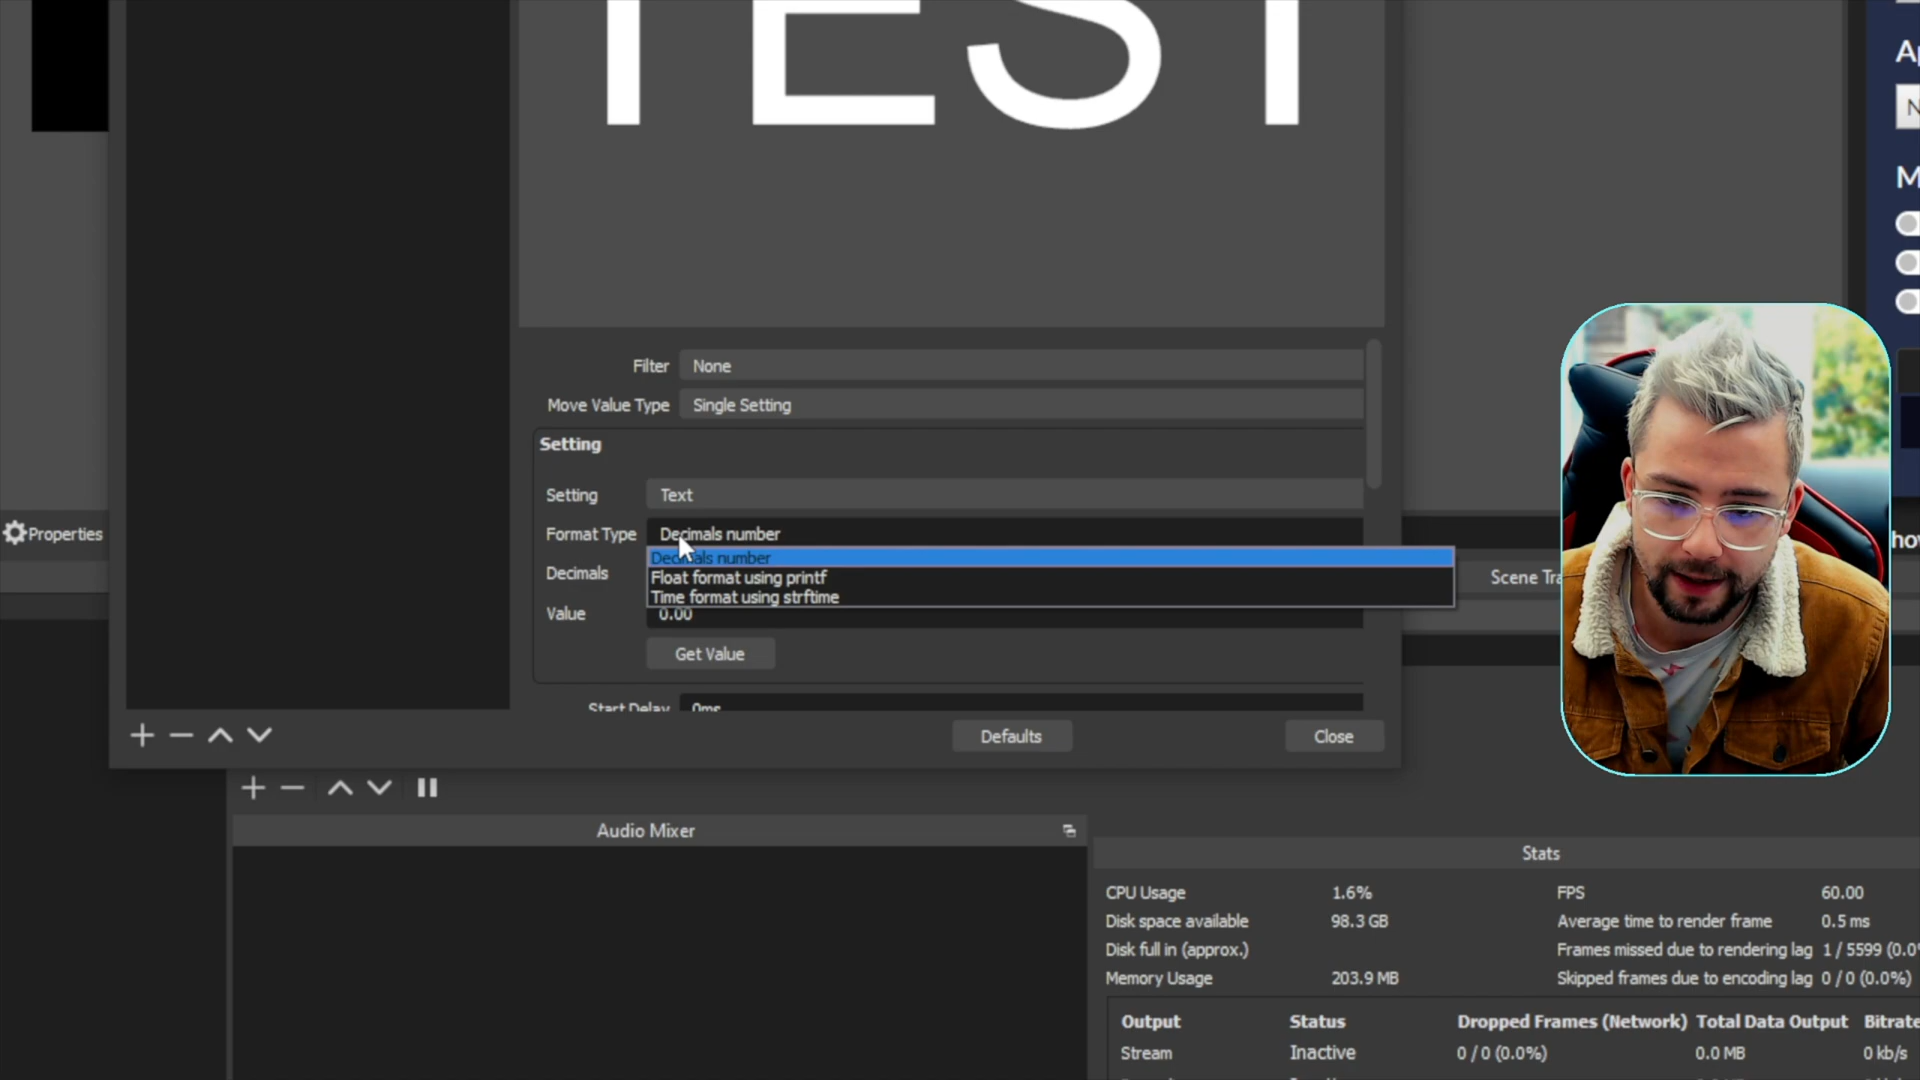 TEST
Filter None
Move Value Type Single Setting
Setting
Setting Text
Format Type Decimals number
Decimals number
Float format using printf
Time format using strftime
Decimals
Value 0.00
Get Value
Start Delay 0ms
Defaults
Close
Properties
Audio Mixer
Scene Tra
Stats
CPU Usage 1.6% FPS 60.00
Disk space available 98.3 GB Average time to render frame 0.5 ms
Disk full in (approx.) Frames missed due to rendering lag 1 / 5599 (0.0%
Memory Usage 203.9 MB Skipped frames due to encoding lag 0 / 0 (0.0%)
Output Status Dropped Frames (Network) Total Data Output Bitrate
Stream Inactive 0 / 0 (0.0%) 0.0 MB 0 kb/s